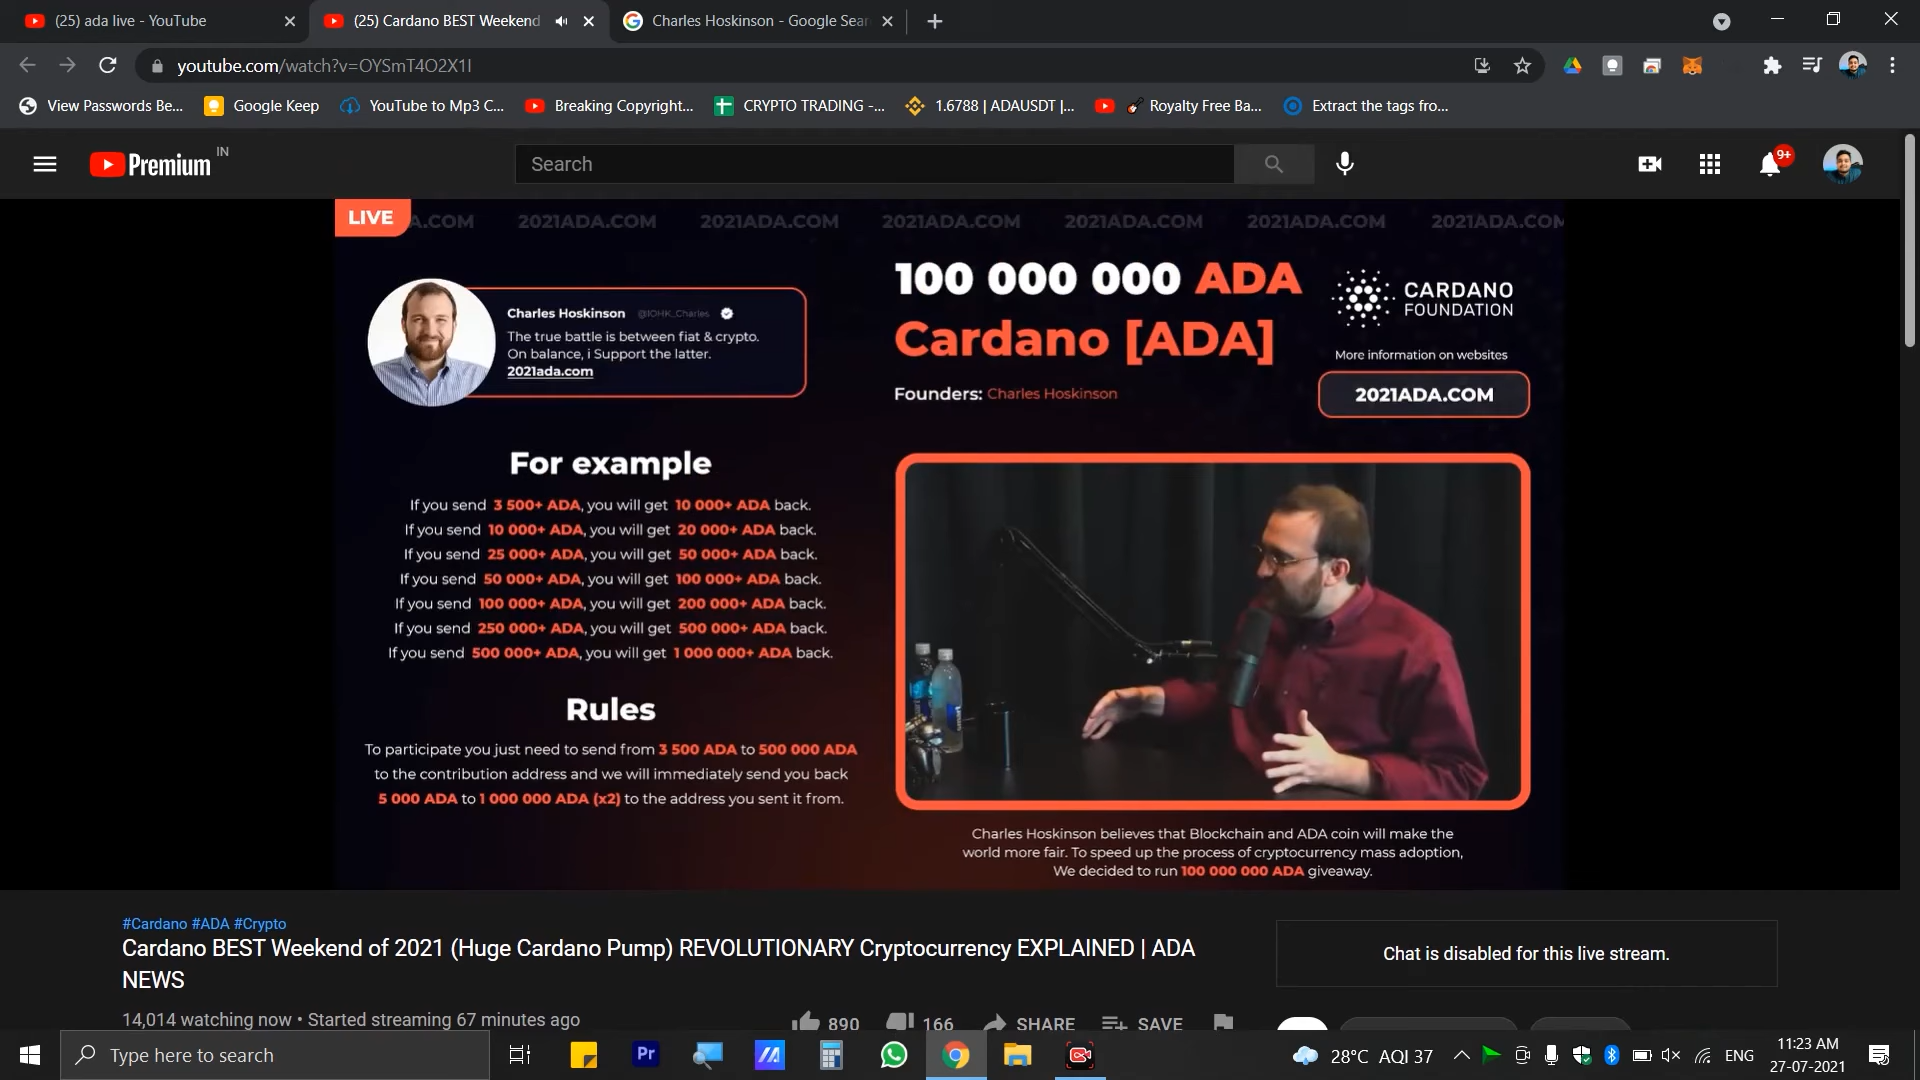 (25) ada live - YouTube
(25) Cardano BEST Weekend
Charles Hoskinson - Google Sear
youtube.com/watch?v=OYSmT4O2X1I
View Passwords Be...
Google Keep
YouTube to Mp3 C...
Breaking Copyright...
CRYPTO TRADING -...
1.6788 | ADAUSDT |...
Royalty Free Ba...
Extract the tags fro...
Premium IN
Search
9+
LIVE
A.COM 2021ADA.COM 2021ADA.COM 2021ADA.COM 2021ADA.COM 2021ADA.COM 2021ADA.COM
Charles Hoskinson @IOHK_Charles
The true battle is between fiat & crypto.
On balance, i Support the latter.
2021ada.com
100 000 000 ADA
Cardano [ADA]
Founders: Charles Hoskinson
CARDANO
FOUNDATION
More information on websites
2021ADA.COM
For example
If you send 3 500+ ADA, you will get 10 000+ ADA back.
If you send 10 000+ ADA, you will get 20 000+ ADA back.
If you send 25 000+ ADA, you will get 50 000+ ADA back.
If you send 50 000+ ADA, you will get 100 000+ ADA back.
If you send 100 000+ ADA, you will get 200 000+ ADA back.
If you send 250 000+ ADA, you will get 500 000+ ADA back.
If you send 500 000+ ADA, you will get 1 000 000+ ADA back.
Rules
To participate you just need to send from 3 500 ADA to 500 000 ADA
to the contribution address and we will immediately send you back
5 000 ADA to 1 000 000 ADA (x2) to the address you sent it from.
Charles Hoskinson believes that Blockchain and ADA coin will make the
world more fair. To speed up the process of cryptocurrency mass adoption,
We decided to run 100 000 000 ADA giveaway.
#Cardano #ADA #Crypto
Cardano BEST Weekend of 2021 (Huge Cardano Pump) REVOLUTIONARY Cryptocurrency EXPLAINED | ADA
NEWS
14,014 watching now • Started streaming 67 minutes ago
890
166
SHARE
SAVE
Chat is disabled for this live stream.
Type here to search
Pr
28°C AQI 37
ENG
11:23 AM
27-07-2021